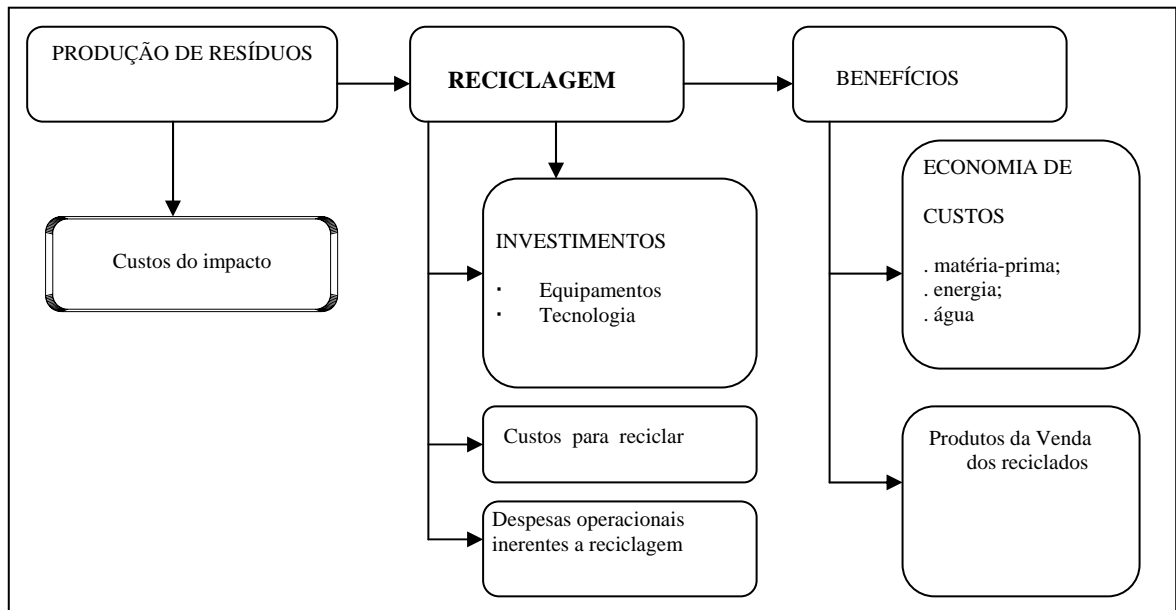 PRODUÇÃO DE RESÍDUOS
RECICLAGEM
BENEFÍCIOS
Custos do impacto
INVESTIMENTOS
· Equipamentos
· Tecnologia
Custos para reciclar
Despesas operacionais
inerentes a reciclagem
ECONOMIA DE
CUSTOS
. matéria-prima;
. energia;
. água
Produtos da Venda
dos reciclados